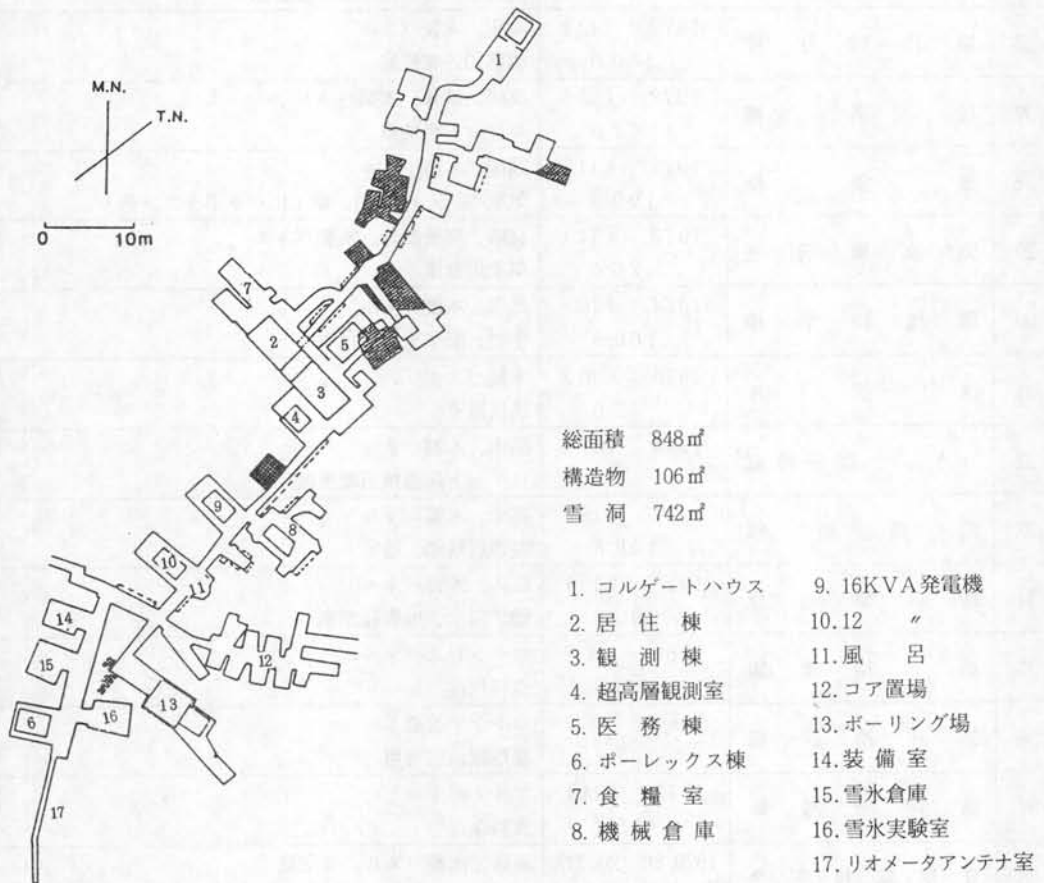 M.N.
T.N.
0 10m
1
7
2
5
3
4
9
8
10
11
14
12
15
13
6
16
17
総面積 848㎡
構造物 106㎡
雪洞 742㎡
1. コルゲートハウス
2. 居住棟
3. 観測棟
4. 超高層観測室
5. 医務棟
6. ポーレックス棟
7. 食糧室
8. 機械倉庫
9. 16KVA発電機
10. 12 〃
11. 風呂
12. コア置場
13. ボーリング場
14. 装備室
15. 雪氷倉庫
16. 雪氷実験室
17. リオメータアンテナ室